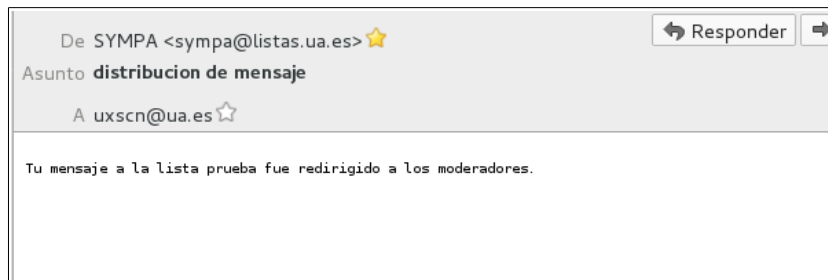 De SYMPA <sympa@listas.ua.es>
Responder
Asunto distribucion de mensaje
A uxscn@ua.es
Tu mensaje a la lista prueba fue redirigido a los moderadores.